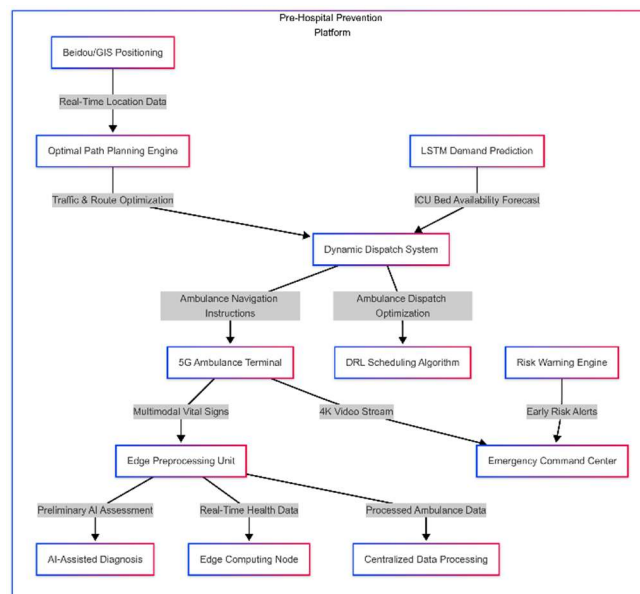 Pre-Hospital Prevention
Platform
Beidou/GIS Positioning
Real-Time Location Data
Optimal Path Planning Engine
LSTM Demand Prediction
Traffic & Route Optimization
ICU Bed Availability Forecast
Dynamic Dispatch System
Ambulance Navigation
Instructions
Ambulance Dispatch
Optimization
5G Ambulance Terminal
DRL Scheduling Algorithm
Risk Warning Engine
Multimodal Vital Signs
4K Video Stream
Early Risk Alerts
Edge Preprocessing Unit
Emergency Command Center
Preliminary AI Assessment
Real-Time Health Data
Processed Ambulance Data
AI-Assisted Diagnosis
Edge Computing Node
Centralized Data Processing